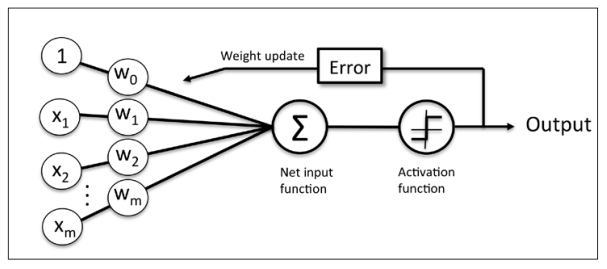 1
w0
x1
w1
x2
w2
⋮
wm
xm
Weight update
Error
Σ
Net input
function
Activation
function
Output